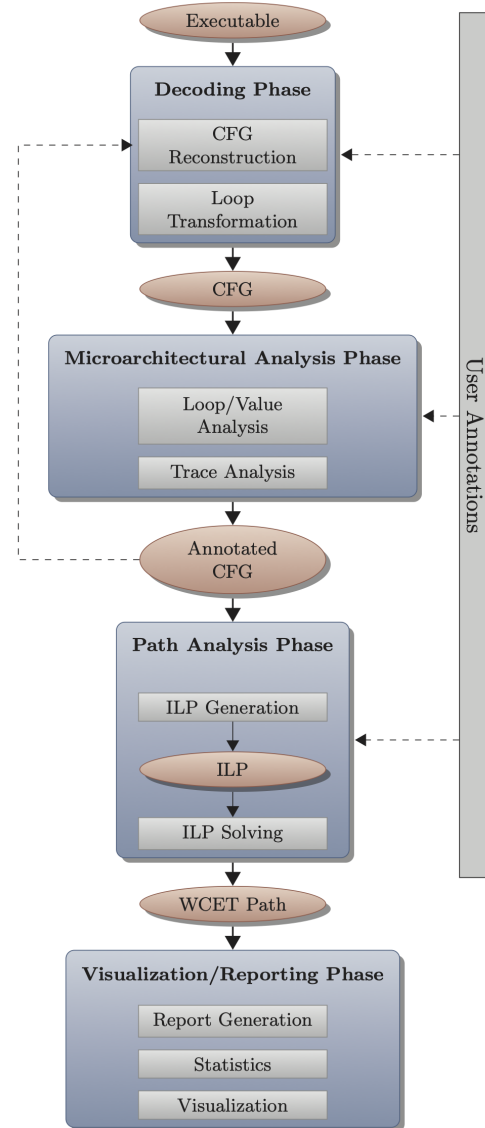 Executable
Decoding Phase
CFG
Reconstruction
Loop
Transformation
CFG
Microarchitectural Analysis Phase
Loop/Value
Analysis
Trace Analysis
Annotated
CFG
Path Analysis Phase
ILP Generation
ILP
ILP Solving
WCET Path
Visualization/Reporting Phase
Report Generation
Statistics
Visualization
User Annotations